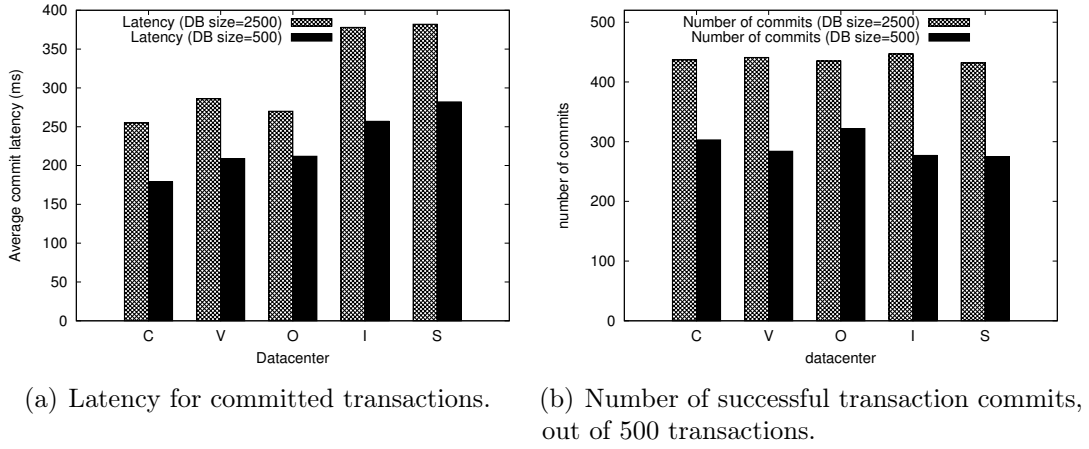 Latency (DB size=2500)
Latency (DB size=500)
400
350
300
250
200
150
100
50
0
Average commit latency (ms)
C V O I S
Datacenter
(a) Latency for committed transactions.
Number of commits (DB size=2500)
Number of commits (DB size=500)
500
400
300
200
100
0
number of commits
C V O I S
datacenter
(b) Number of successful transaction commits,
out of 500 transactions.